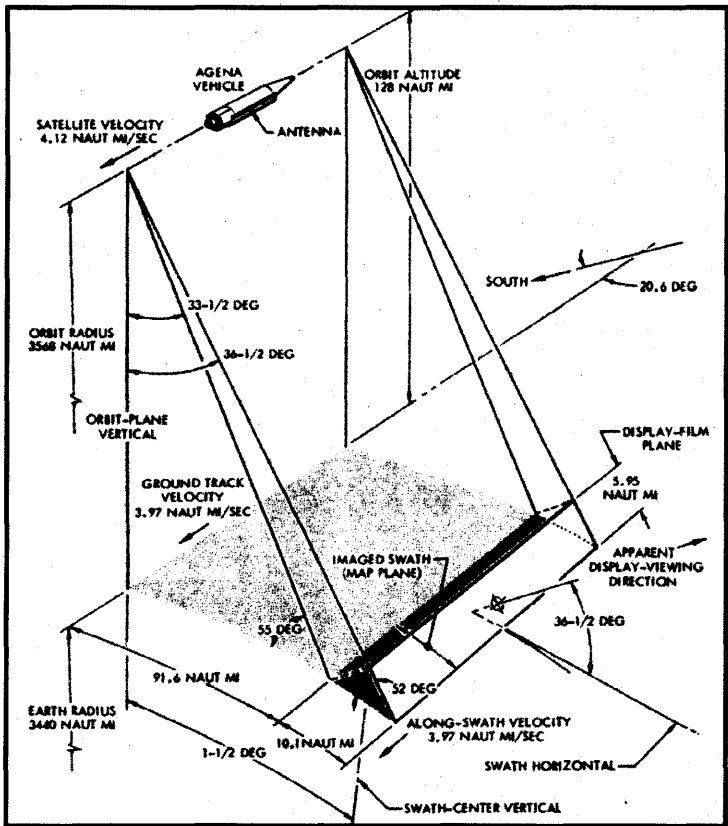 AGENA
VEHICLE
ORBIT ALTITUDE
128 NAUT MI
SATELLITE VELOCITY
4.12 NAUT MI/SEC
ANTENNA
SOUTH
20.6 DEG
33-1/2 DEG
ORBIT RADIUS
3568 NAUT MI
36-1/2 DEG
ORBIT-PLANE
VERTICAL
DISPLAY-FILM
PLANE
GROUND TRACK
VELOCITY
3.97 NAUT MI/SEC
5.95
NAUT MI
IMAGED SWATH
(MAP PLANE)
APPARENT
DISPLAY-VIEWING
DIRECTION
55 DEG
36-1/2 DEG
91.6 NAUT MI
52 DEG
EARTH RADIUS
3440 NAUT MI
10.1 NAUT MI
ALONG-SWATH VELOCITY
3.97 NAUT MI/SEC
1-1/2 DEG
SWATH HORIZONTAL
SWATH-CENTER VERTICAL